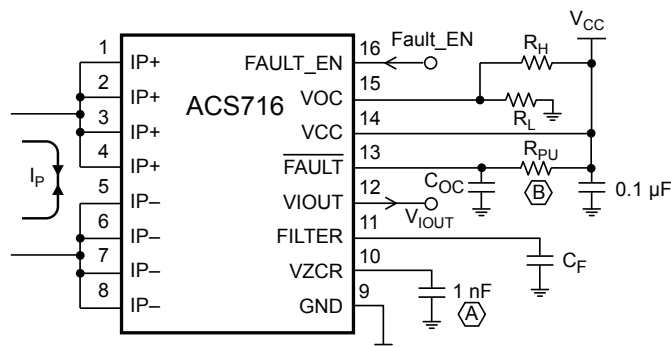 V_CC
1 IP+ FAULT_EN 16 Fault_EN
R_H
2 IP+ VOC 15
ACS716
3 IP+ VCC 14
R_L
4 IP+ F̅A̅U̅L̅T̅ 13
R_PU
I_P
B
5 IP– VIOUT 12 C_OC 0.1 µF
V_IOUT
6 IP– FILTER 11
7 IP– VZCR 10
C_F
8 IP– GND 9 1 nF
A